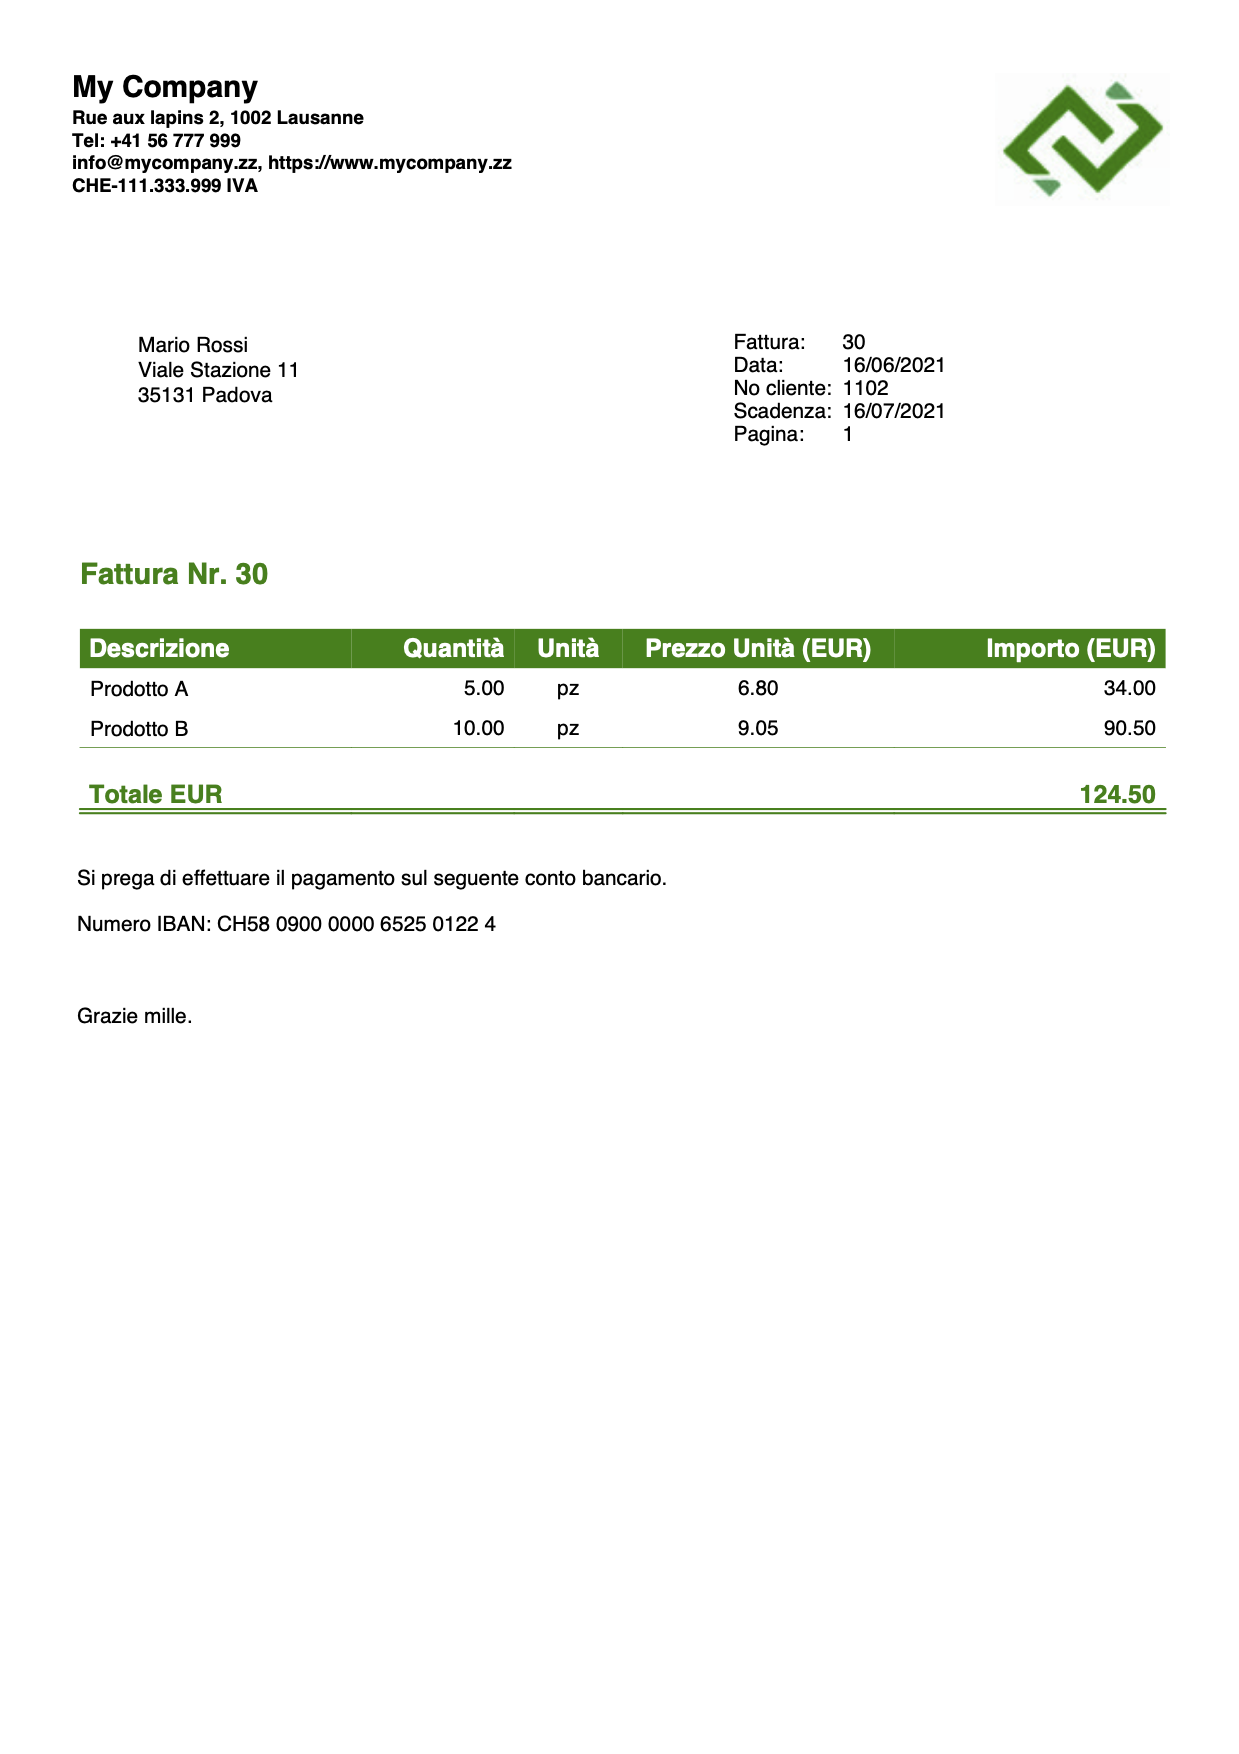 My Company
Rue aux lapins 2, 1002 Lausanne
Tel: +41 56 777 999
info@mycompany.zz, https://www.mycompany.zz
CHE-111.333.999 IVA
Mario Rossi
Viale Stazione 11
35131 Padova
Fattura: 30
Data: 16/06/2021
No cliente: 1102
Scadenza: 16/07/2021
Pagina: 1
Fattura Nr. 30
Descrizione Quantità Unità Prezzo Unità (EUR) Importo (EUR)
Prodotto A 5.00 pz 6.80 34.00
Prodotto B 10.00 pz 9.05 90.50
Totale EUR 124.50
Si prega di effettuare il pagamento sul seguente conto bancario.
Numero IBAN: CH58 0900 0000 6525 0122 4
Grazie mille.